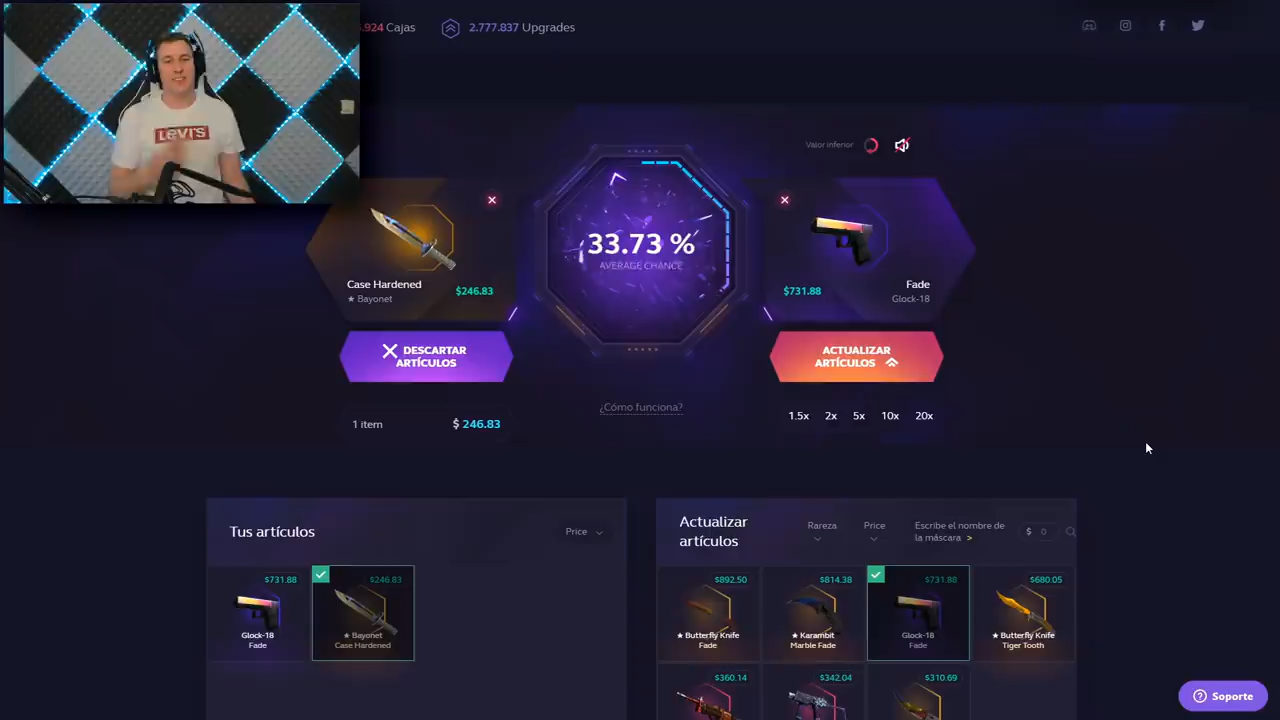 .924 Cajas
2.777.837 Upgrades
LEVI'S
Valor inferior
33.73 %
AVERAGE CHANCE
Case Hardened
★ Bayonet
$246.83
$731.88
Fade
Glock-18
DESCARTAR
ARTÍCULOS
ACTUALIZAR
ARTÍCULOS
¿Cómo funciona?
1 item
$ 246.83
1.5x 2x 5x 10x 20x
Tus artículos
Price
$731.88
Glock-18
Fade
$246.83
★ Bayonet
Case Hardened
Actualizar
artículos
Rareza
Price
Escribe el nombre de
la máscara >
$ 0
$892.50
★ Butterfly Knife
Fade
$814.38
★ Karambit
Marble Fade
$731.88
Glock-18
Fade
$680.05
★ Butterfly Knife
Tiger Tooth
$360.14
$342.04
$310.69
Soporte